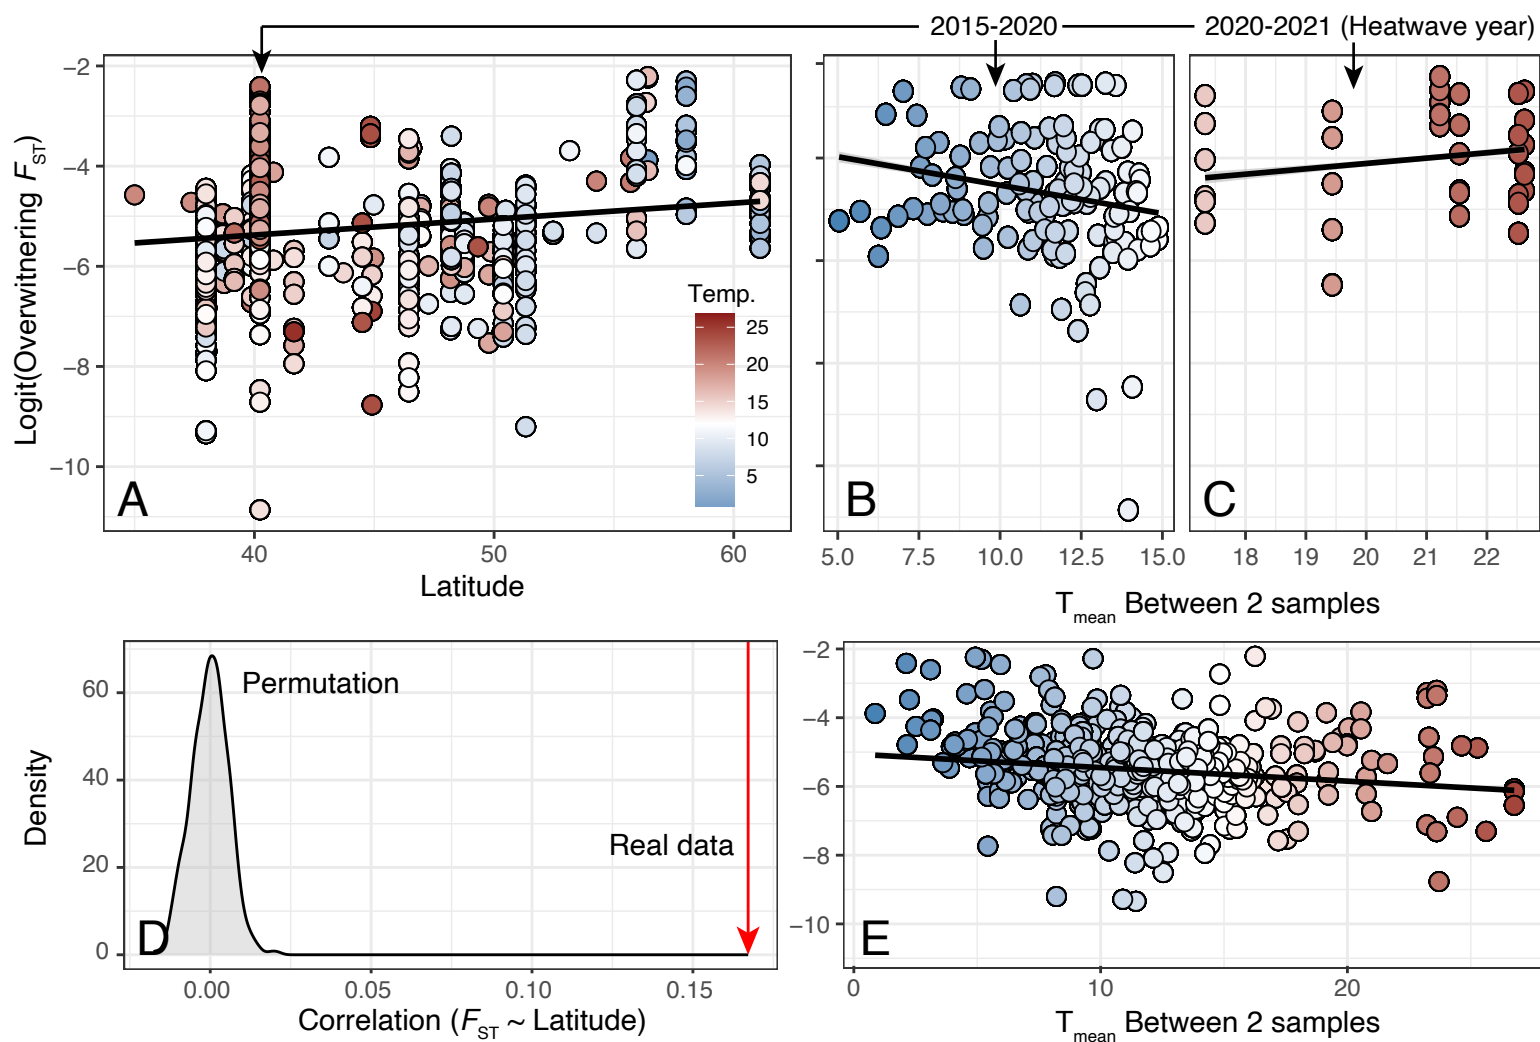 2015-2020
2020-2021 (Heatwave year)
Logit(Overwitnering FST)
−2
−4
−6
−8
−10
Temp.
25
20
15
10
5
A
B
C
40
50
60
5.0
7.5
10.0
12.5
15.0
18
19
20
21
22
Latitude
Tmean Between 2 samples
Density
60
40
20
0
Permutation
Real data
D
0.00
0.05
0.10
0.15
Correlation (FST ~ Latitude)
−2
−4
−6
−8
−10
E
0
10
20
Tmean Between 2 samples